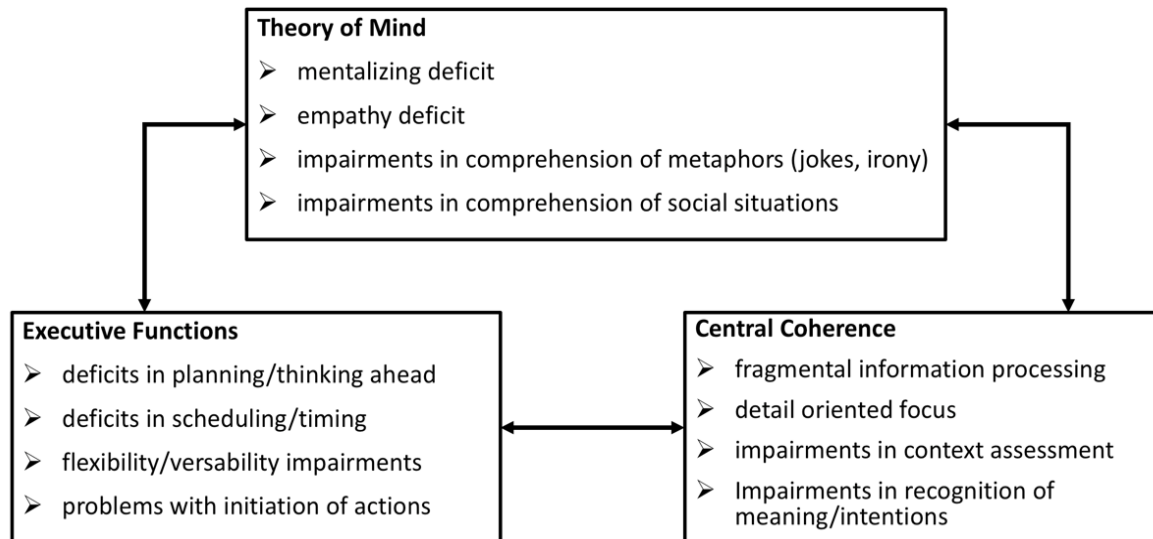 Theory of Mind
➢ mentalizing deficit
➢ empathy deficit
➢ impairments in comprehension of metaphors (jokes, irony)
➢ impairments in comprehension of social situations
Executive Functions
➢ deficits in planning/thinking ahead
➢ deficits in scheduling/timing
➢ flexibility/versability impairments
➢ problems with initiation of actions
Central Coherence
➢ fragmental information processing
➢ detail oriented focus
➢ impairments in context assessment
➢ Impairments in recognition of
meaning/intentions